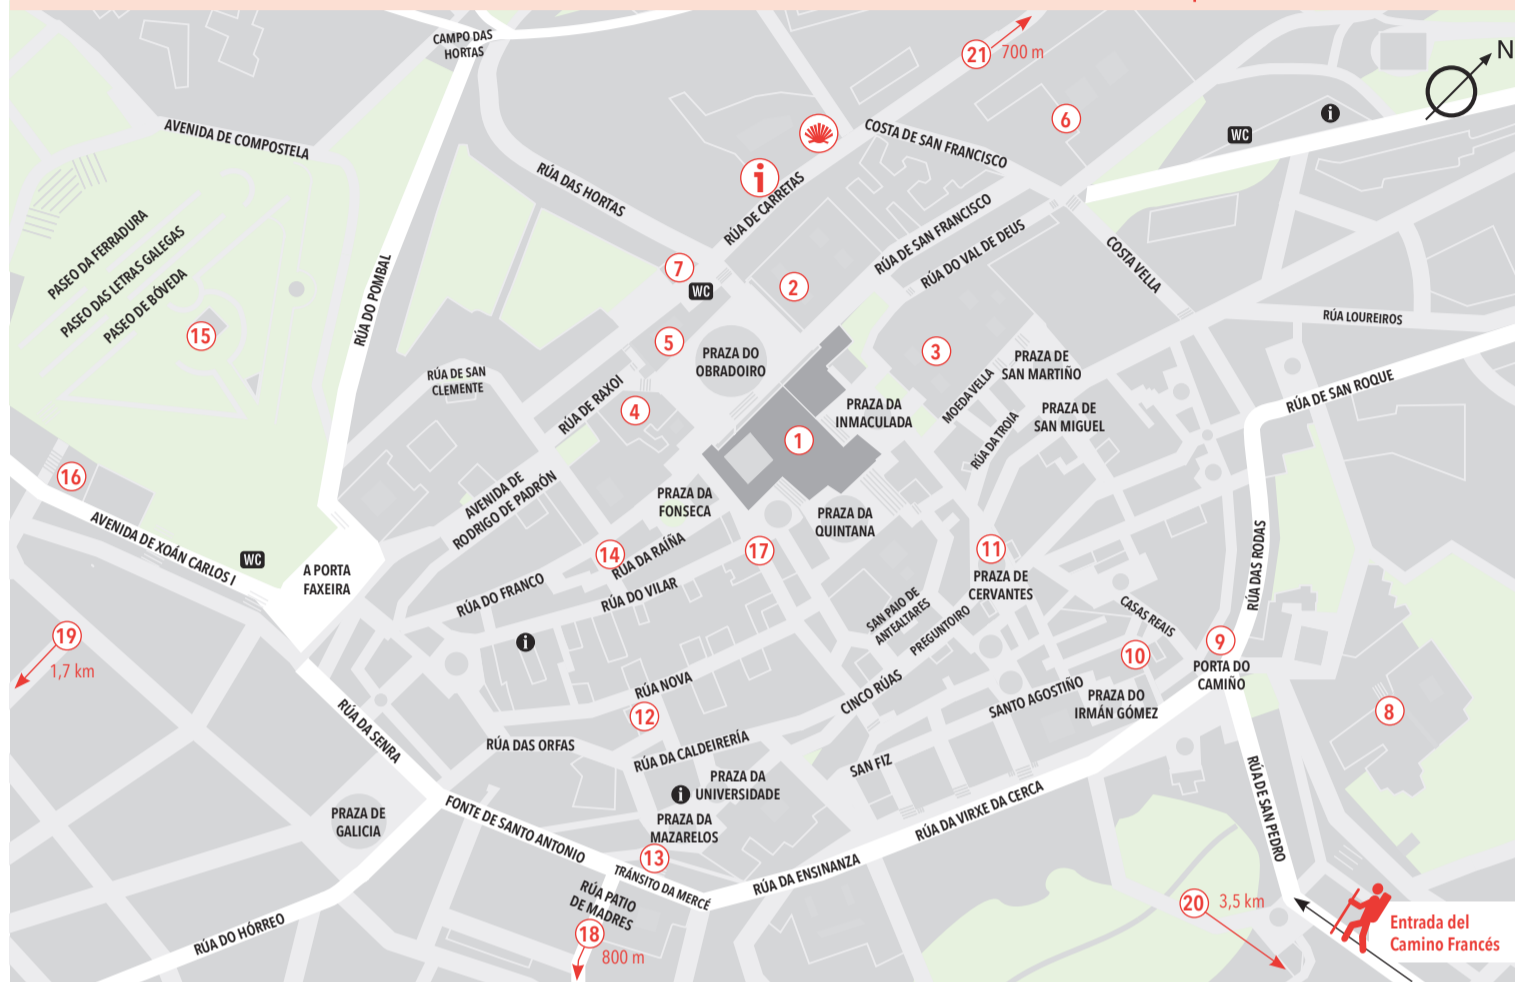 CAMPO DAS
HORTAS
21
700 m
N
6
i
WC
AVENIDA DE COMPOSTELA
COSTA DE SAN FRANCISCO
i
RÚA DE CARRETAS
RÚA DAS HORTAS
RÚA DE SAN FRANCISCO
RÚA DO VAL DE DEUS
COSTA VELLA
PASEO DA FERRADURA
PASEO DAS LETRAS GALEGAS
PASEO DE BÓVEDA
15
RÚA DO POMBAL
7
WC
2
5
PRAZA DO
OBRADOIRO
3
RÚA LOUREIROS
PRAZA DE
SAN MARTIÑO
MOEDA VELLA
RÚA DE SAN
CLEMENTE
RÚA DE RAXOI
4
PRAZA DA
INMACULADA
RÚA DA TROIA
PRAZA DE
SAN MIGUEL
RÚA DE SAN ROQUE
1
16
AVENIDA DE
RODRIGO DE PADRÓN
PRAZA DA
FONSECA
PRAZA DA
QUINTANA
AVENIDA DE XOÁN CARLOS I
WC
A PORTA
FAXEIRA
14
RÚA DA RAÍÑA
17
11
PRAZA DE
CERVANTES
RÚA DAS RODAS
RÚA DO FRANCO
RÚA DO VILAR
SAN PAIO DE
ANTEALTARES
PREGUNTOIRO
CASAS REAIS
19
1,7 km
i
10
9
PORTA DO
CAMIÑO
RÚA NOVA
CINCO RÚAS
SANTO AGOSTIÑO
PRAZA DO
IRMÁN GÓMEZ
8
12
RÚA DA SENRA
RÚA DAS ORFAS
RÚA DA CALDEIRERÍA
SAN FIZ
PRAZA DA
UNIVERSIDADE
i
PRAZA DE
GALICIA
FONTE DE SANTO ANTONIO
PRAZA DA
MAZARELOS
13
RÚA DA VIRXE DA CERCA
RÚA DE SAN PEDRO
TRÁNSITO DA MERCÉ
RÚA DA ENSINANZA
RÚA PATIO
DE MADRES
20
3,5 km
RÚA DO HÓRREO
18
800 m
Entrada del
Camino Francés